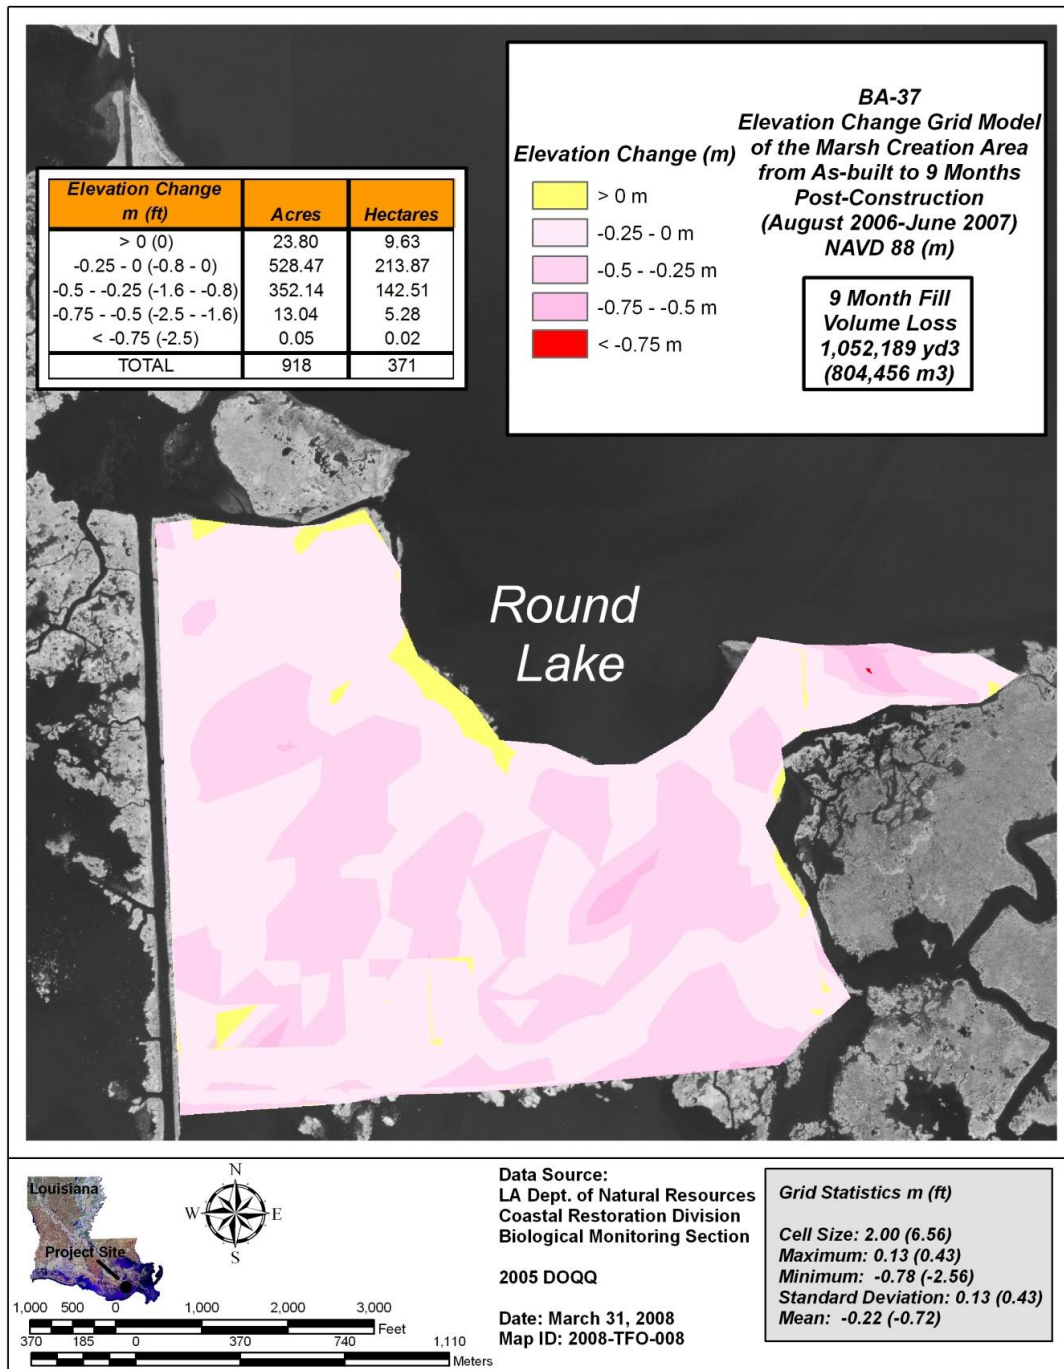 BA-37
Elevation Change Grid Model
of the Marsh Creation Area
from As-built to 9 Months
Post-Construction
(August 2006-June 2007)
NAVD 88 (m)
Elevation Change (m)
> 0 m
-0.25 - 0 m
-0.5 - -0.25 m
-0.75 - -0.5 m
< -0.75 m
9 Month Fill
Volume Loss
1,052,189 yd3
(804,456 m3)
Elevation Change
m (ft) Acres Hectares
> 0 (0) 23.80 9.63
-0.25 - 0 (-0.8 - 0) 528.47 213.87
-0.5 - -0.25 (-1.6 - -0.8) 352.14 142.51
-0.75 - -0.5 (-2.5 - -1.6) 13.04 5.28
< -0.75 (-2.5) 0.05 0.02
TOTAL 918 371
Round
Lake
Louisiana
Project Site
N
W E
S
1,000 500 0 1,000 2,000 3,000
Feet
370 185 0 370 740 1,110
Meters
Data Source:
LA Dept. of Natural Resources
Coastal Restoration Division
Biological Monitoring Section
2005 DOQQ
Date: March 31, 2008
Map ID: 2008-TFO-008
Grid Statistics m (ft)
Cell Size: 2.00 (6.56)
Maximum: 0.13 (0.43)
Minimum: -0.78 (-2.56)
Standard Deviation: 0.13 (0.43)
Mean: -0.22 (-0.72)